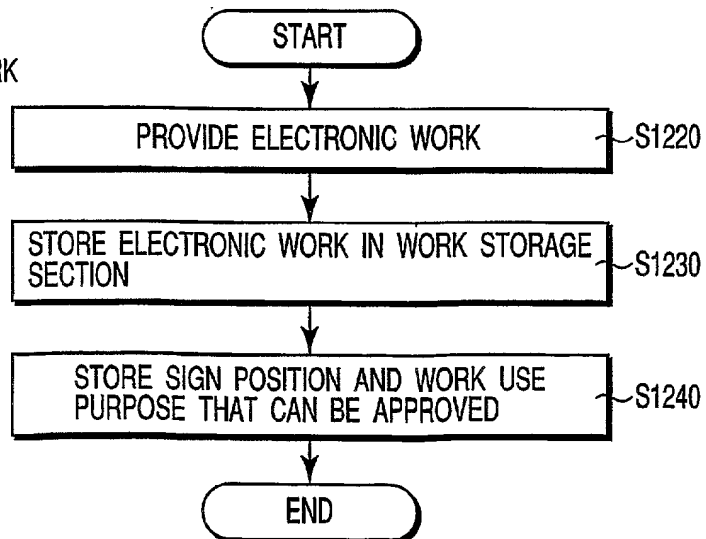 START
RK
PROVIDE ELECTRONIC WORK
S1220
STORE ELECTRONIC WORK IN WORK STORAGE
SECTION
S1230
STORE SIGN POSITION AND WORK USE
PURPOSE THAT CAN BE APPROVED
S1240
END